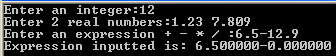 Enter an integer:12
Enter 2 real numbers:1.23 7.809
Enter an expression + - * / :6.5-12.9
Expression inputted is: 6.500000-0.000000